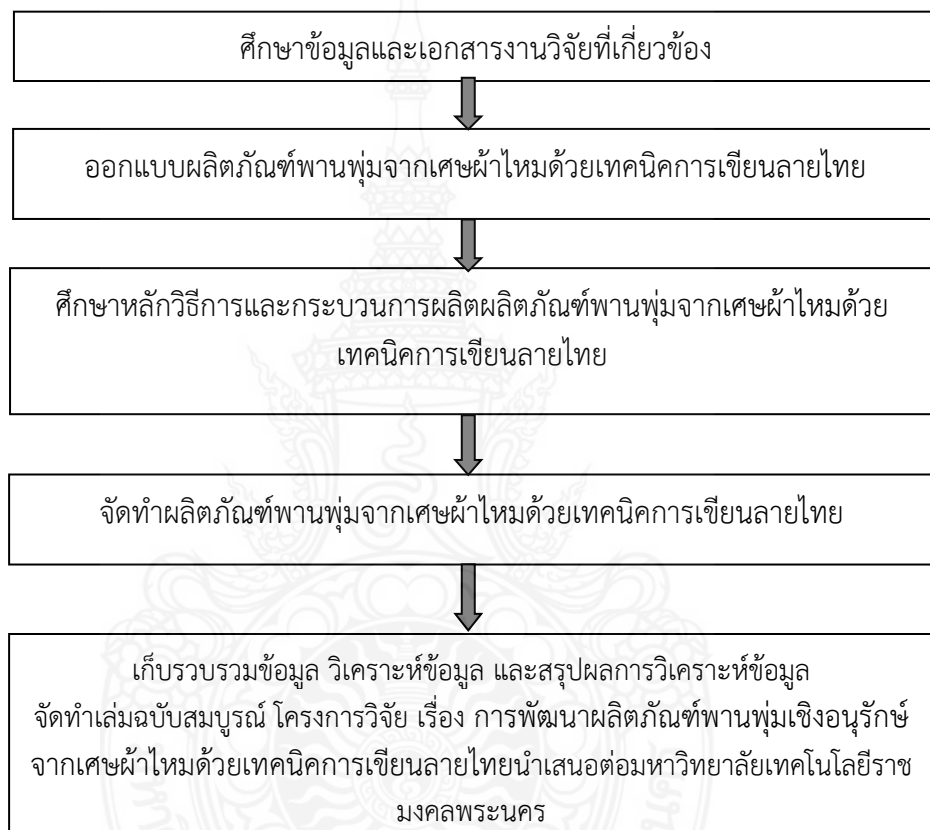 ศึกษาข้อมูลและเอกสารงานวิจัยที่เกี่ยวข้อง
ออกแบบผลิตภัณฑ์พานพุ่มจากเศษผ้าไหมด้วยเทคนิคการเขียนลายไทย
ศึกษาหลักวิธีการและกระบวนการผลิตผลิตภัณฑ์พานพุ่มจากเศษผ้าไหมด้วย
เทคนิคการเขียนลายไทย
จัดทำผลิตภัณฑ์พานพุ่มจากเศษผ้าไหมด้วยเทคนิคการเขียนลายไทย
เก็บรวบรวมข้อมูล วิเคราะห์ข้อมูล และสรุปผลการวิเคราะห์ข้อมูล
จัดทำเล่มฉบับสมบูรณ์ โครงการวิจัย เรื่อง การพัฒนาผลิตภัณฑ์พานพุ่มเชิงอนุรักษ์
จากเศษผ้าไหมด้วยเทคนิคการเขียนลายไทยนำเสนอต่อมหาวิทยาลัยเทคโนโลยีราช
มงคลพระนคร